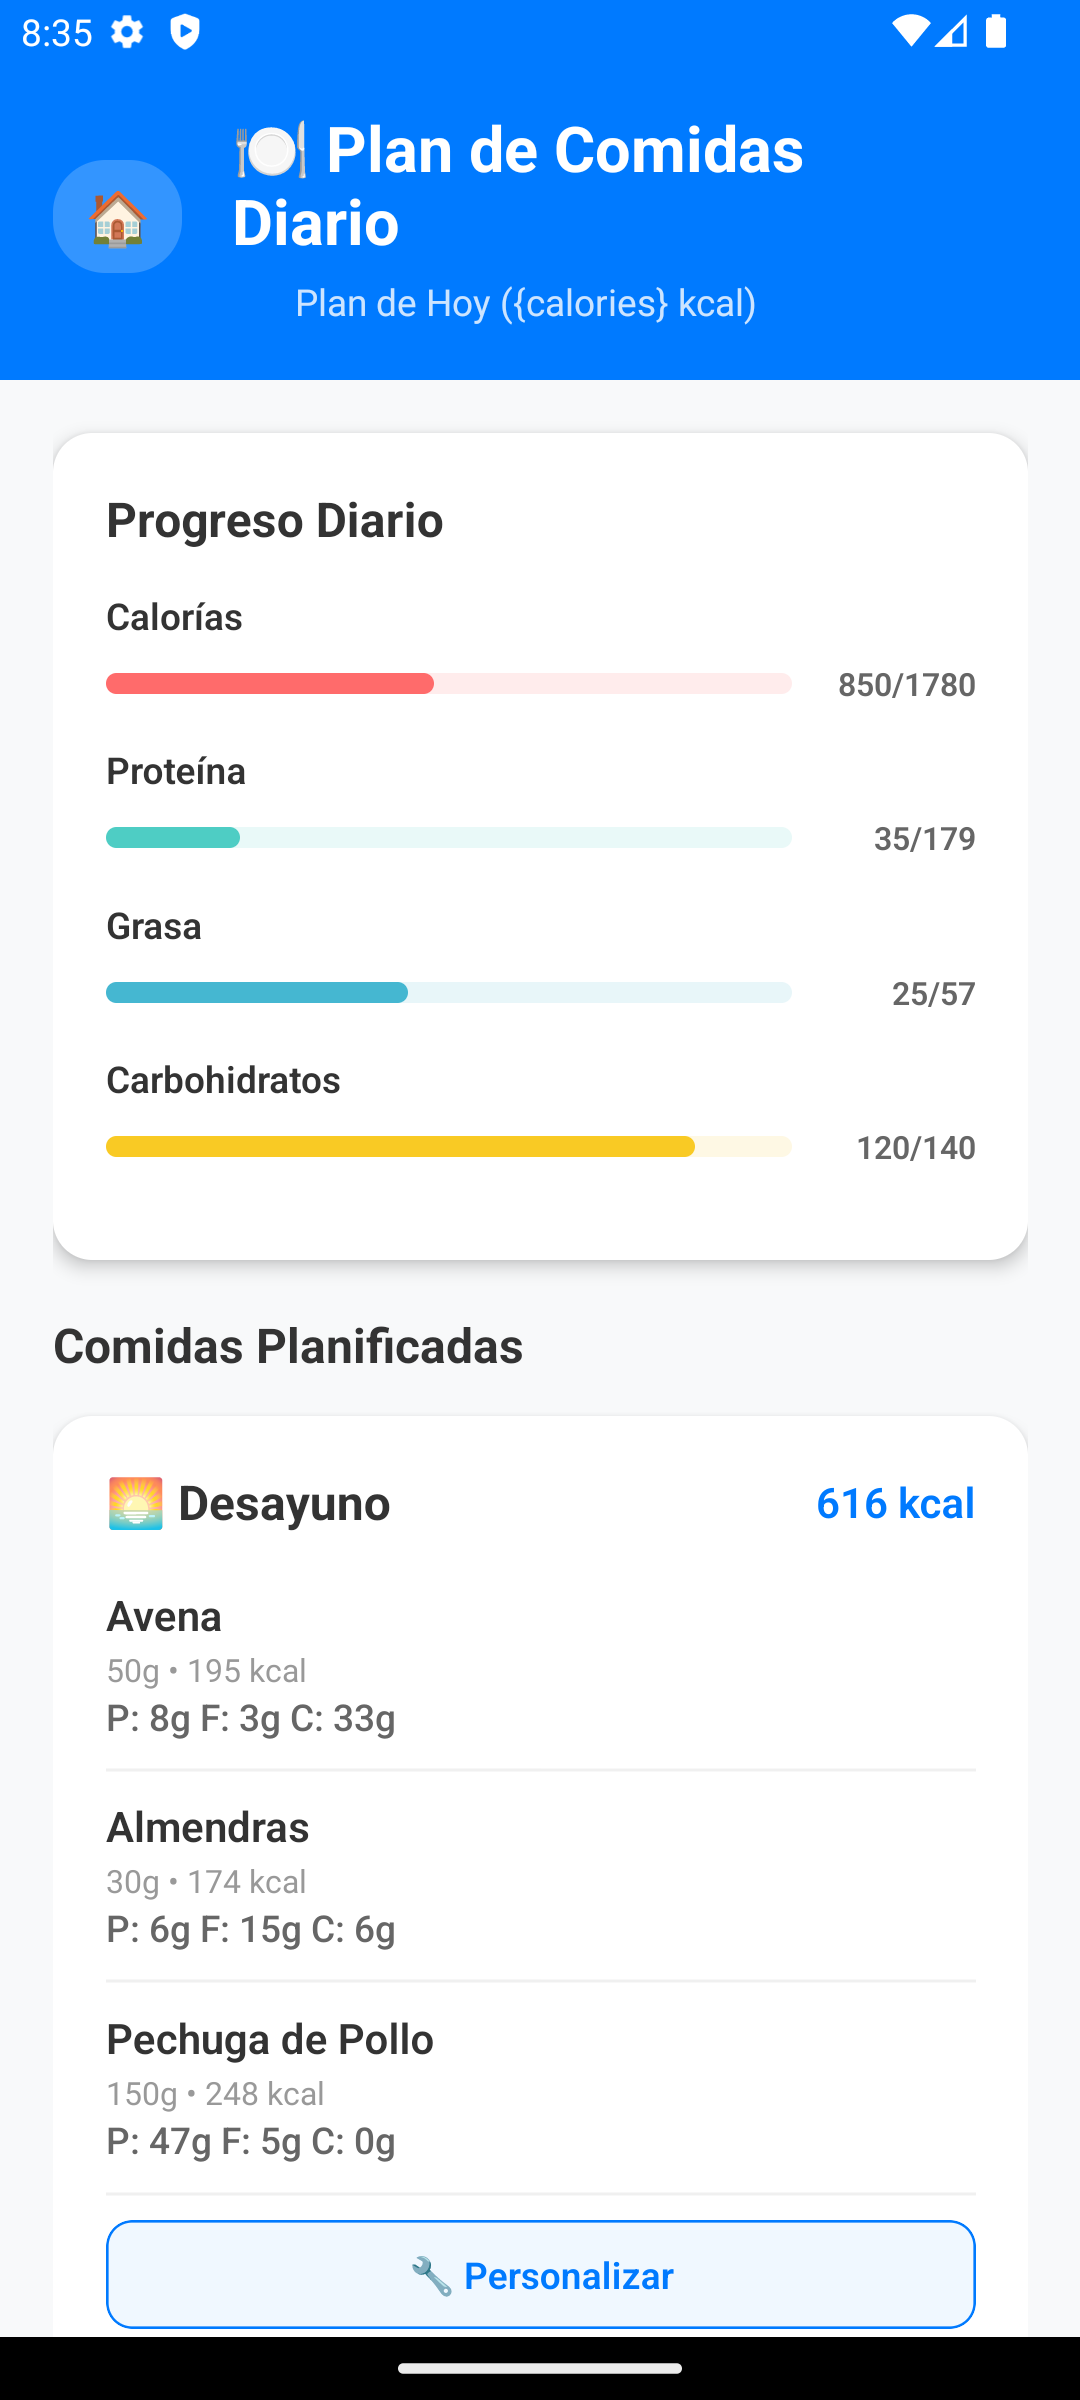 8:35
🍽️ Plan de Comidas
Diario
Plan de Hoy ({calories} kcal)
Progreso Diario
Calorías
850/1780
Proteína
35/179
Grasa
25/57
Carbohidratos
120/140
Comidas Planificadas
🌅 Desayuno 616 kcal
Avena
50g • 195 kcal
P: 8g F: 3g C: 33g
Almendras
30g • 174 kcal
P: 6g F: 15g C: 6g
Pechuga de Pollo
150g • 248 kcal
P: 47g F: 5g C: 0g
🔧 Personalizar